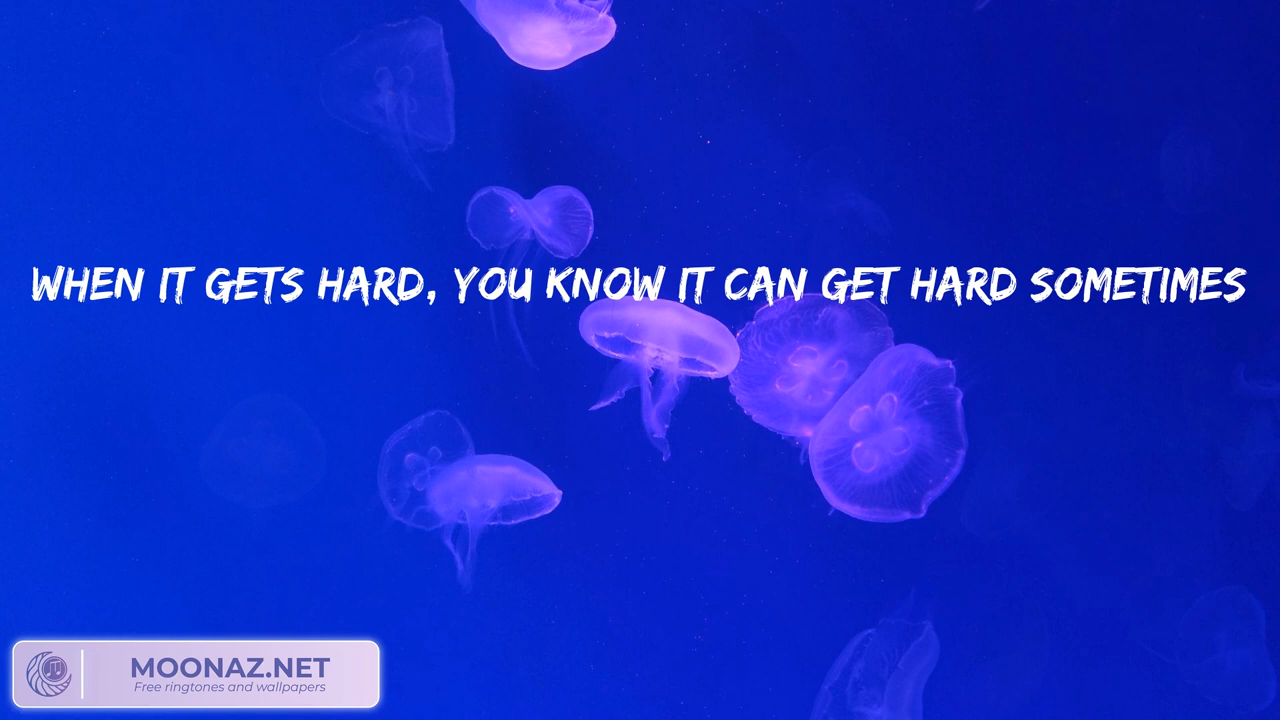 WHEN IT GETS HARD, YOU KNOW IT CAN GET HARD SOMETIMES
MOONAZ.NET
Free ringtones and wallpapers